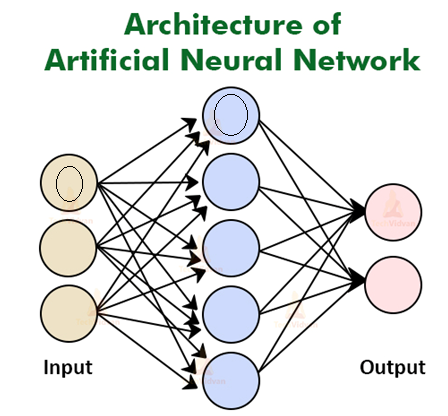 Architecture of
Artificial Neural Network
Input
Output